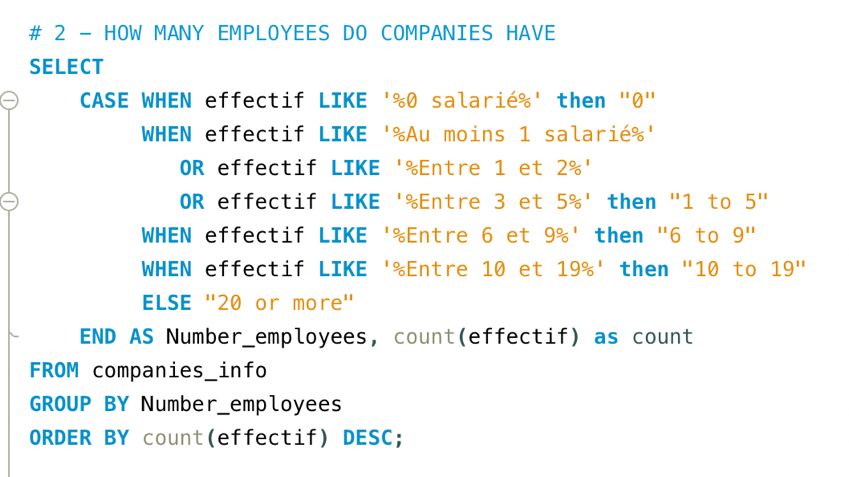 # 2 - HOW MANY EMPLOYEES DO COMPANIES HAVE
SELECT
CASE WHEN effectif LIKE '%0 salarié%' then "0"
WHEN effectif LIKE '%Au moins 1 salarié%'
OR effectif LIKE '%Entre 1 et 2%'
OR effectif LIKE '%Entre 3 et 5%' then "1 to 5"
WHEN effectif LIKE '%Entre 6 et 9%' then "6 to 9"
WHEN effectif LIKE '%Entre 10 et 19%' then "10 to 19"
ELSE "20 or more"
END AS Number_employees, count(effectif) as count
FROM companies_info
GROUP BY Number_employees
ORDER BY count(effectif) DESC;